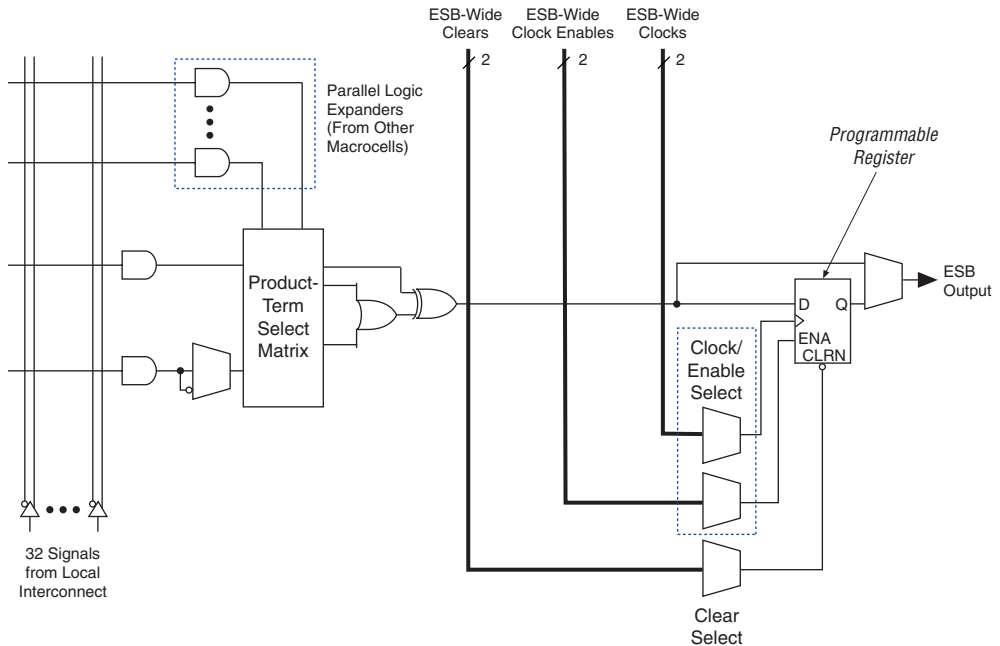 ESB-Wide
Clears
ESB-Wide
Clock Enables
ESB-Wide
Clocks
2
2
2
Parallel Logic
Expanders
(From Other
Macrocells)
Programmable
Register
Product-
Term
Select
Matrix
ESB
Output
D
Q
ENA
CLRN
Clock/
Enable
Select
32 Signals
from Local
Interconnect
Clear
Select